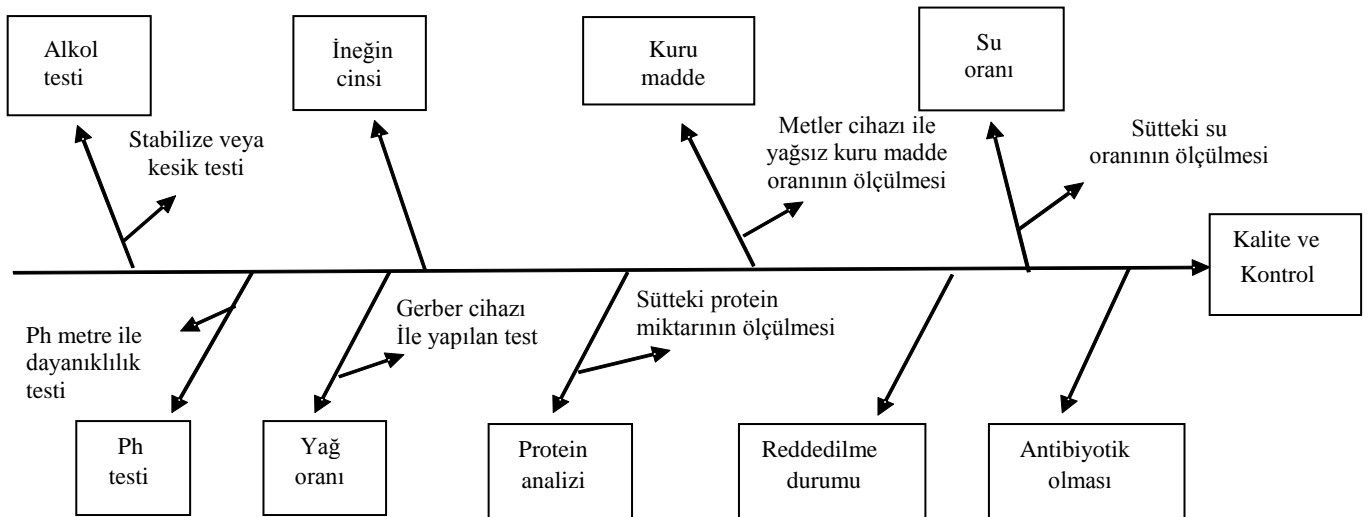 Alkol
testi
İneğin
cinsi
Kuru
madde
Su
oranı
Stabilize veya
kesik testi
Metler cihazı ile
yağsız kuru madde
oranının ölçülmesi
Sütteki su
oranının ölçülmesi
Kalite ve
Kontrol
Ph metre ile
dayanıklılık
testi
Gerber cihazı
İle yapılan test
Sütteki protein
miktarının ölçülmesi
Ph
testi
Yağ
oranı
Protein
analizi
Reddedilme
durumu
Antibiyotik
olması